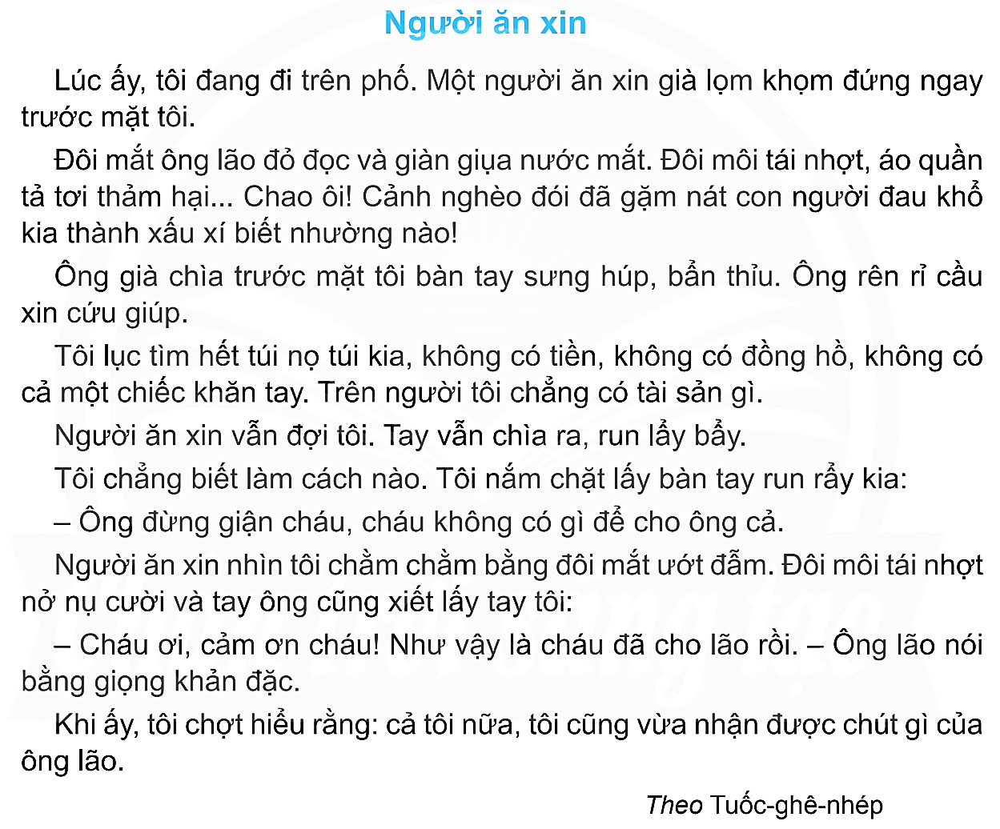 Người ăn xin
Lúc ấy, tôi đang đi trên phố. Một người ăn xin già lọm khọm đứng ngay
trước mặt tôi.
Đôi mắt ông lão đỏ đọc và giàn giụa nước mắt. Đôi môi tái nhợt, áo quần
tả tơi thảm hại... Chao ôi! Cảnh nghèo đói đã gặm nát con người đau khổ
kia thành xấu xí biết nhường nào!
Ông già chìa trước mặt tôi bàn tay sưng húp, bẩn thỉu. Ông rên rỉ cầu
xin cứu giúp.
Tôi lục tìm hết túi nọ túi kia, không có tiền, không có đồng hồ, không có
cả một chiếc khăn tay. Trên người tôi chẳng có tài sản gì.
Người ăn xin vẫn đợi tôi. Tay vẫn chìa ra, run lẩy bẩy.
Tôi chẳng biết làm cách nào. Tôi nắm chặt lấy bàn tay run rẩy kia:
– Ông đừng giận cháu, cháu không có gì để cho ông cả.
Người ăn xin nhìn tôi chằm chằm bằng đôi mắt ướt đẫm. Đôi môi tái nhợt
nở nụ cười và tay ông cũng xiết lấy tay tôi:
– Cháu ơi, cảm ơn cháu! Như vậy là cháu đã cho lão rồi. – Ông lão nói
bằng giọng khản đặc.
Khi ấy, tôi chợt hiểu rằng: cả tôi nữa, tôi cũng vừa nhận được chút gì của
ông lão.
Theo Tuốc-ghê-nhép